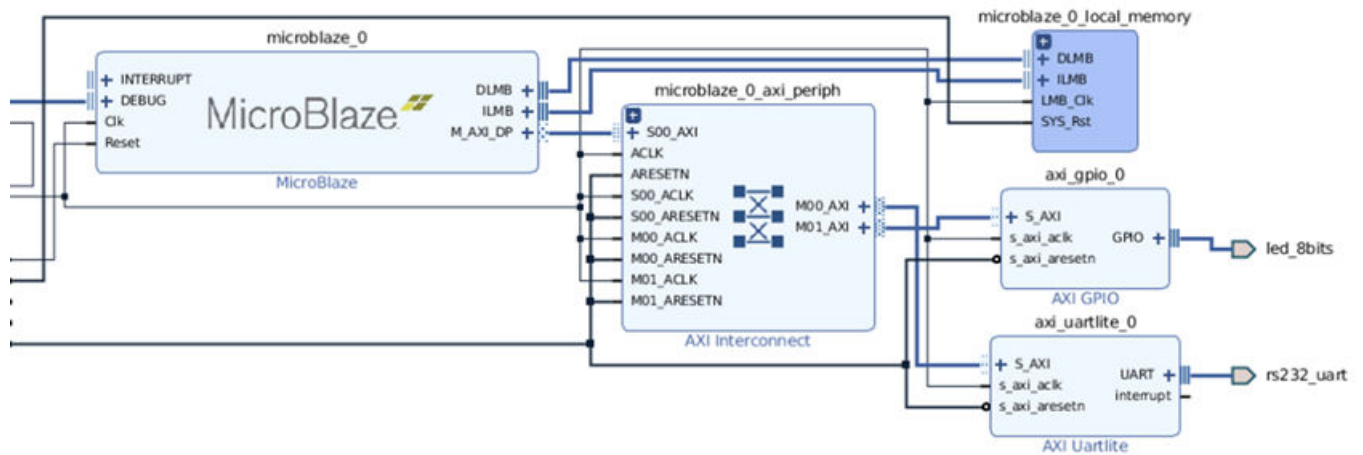 microblaze_0
INTERRUPT
DEBUG
Clk
Reset
MicroBlaze
DLMB
ILMB
M_AXI_DP
MicroBlaze
microblaze_0_axi_periph
S00_AXI
ACLK
ARESETN
S00_ACLK
S00_ARESETN
M00_ACLK
M00_ARESETN
M01_ACLK
M01_ARESETN
M00_AXI
M01_AXI
AXI Interconnect
microblaze_0_local_memory
DLMB
ILMB
LMB_Clk
SYS_Rst
axi_gpio_0
S_AXI
s_axi_aclk
s_axi_aresetn
GPIO
AXI GPIO
led_8bits
axi_uartlite_0
S_AXI
s_axi_aclk
s_axi_aresetn
UART
interrupt
AXI Uartlite
rs232_uart